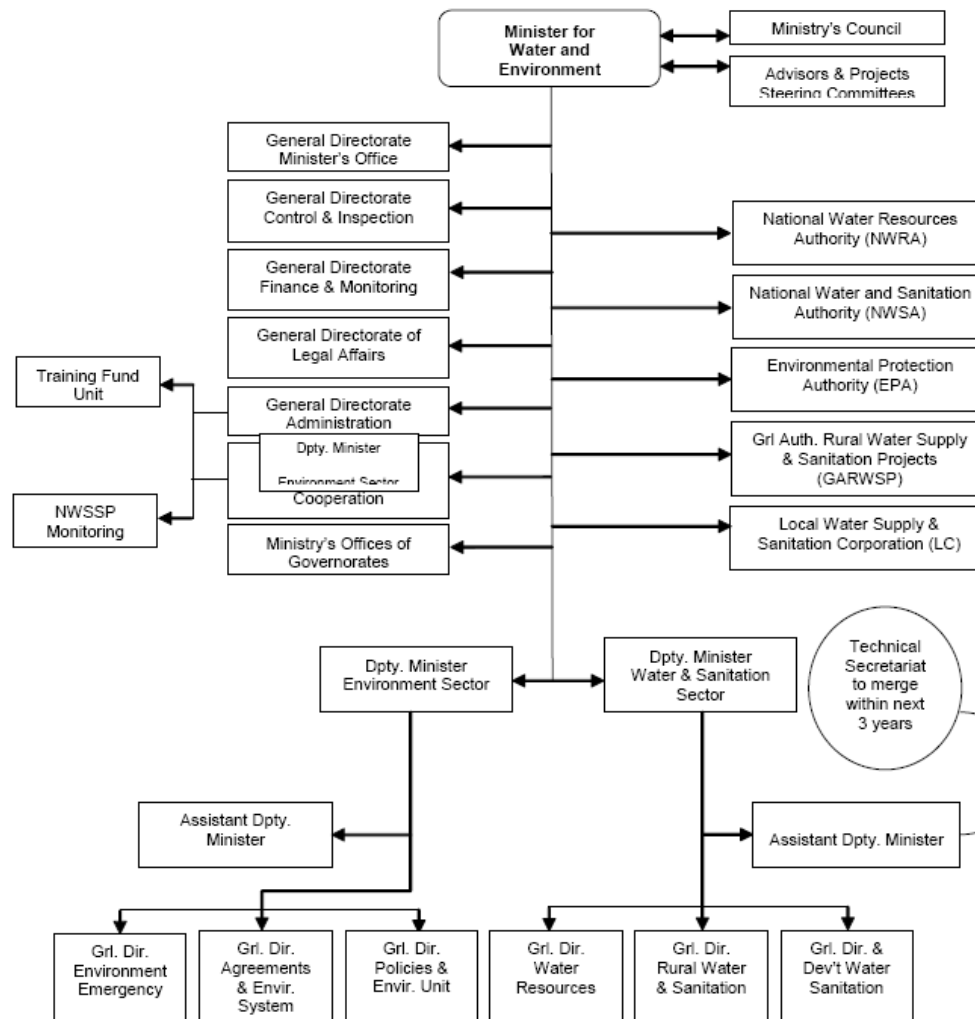 Minister for
Water and
Environment
Ministry's Council
Advisors & Projects
Steering Committees
General Directorate
Minister's Office
General Directorate
Control & Inspection
General Directorate
Finance & Monitoring
General Directorate of
Legal Affairs
General Directorate
Administration
Dpty. Minister
Environment Sector
Cooperation
Ministry's Offices of
Governorates
Training Fund
Unit
NWSSP
Monitoring
National Water Resources
Authority (NWRA)
National Water and Sanitation
Authority (NWSA)
Environmental Protection
Authority (EPA)
Grl Auth. Rural Water Supply
& Sanitation Projects
(GARWSP)
Local Water Supply &
Sanitation Corporation (LC)
Dpty. Minister
Environment Sector
Dpty. Minister
Water & Sanitation
Sector
Technical
Secretariat
to merge
within next
3 years
Assistant Dpty.
Minister
Assistant Dpty. Minister
Grl. Dir.
Environment
Emergency
Grl. Dir.
Agreements
& Envir.
System
Grl. Dir.
Policies &
Envir. Unit
Grl. Dir.
Water
Resources
Grl. Dir.
Rural Water
& Sanitation
Grl. Dir. &
Dev't Water
Sanitation